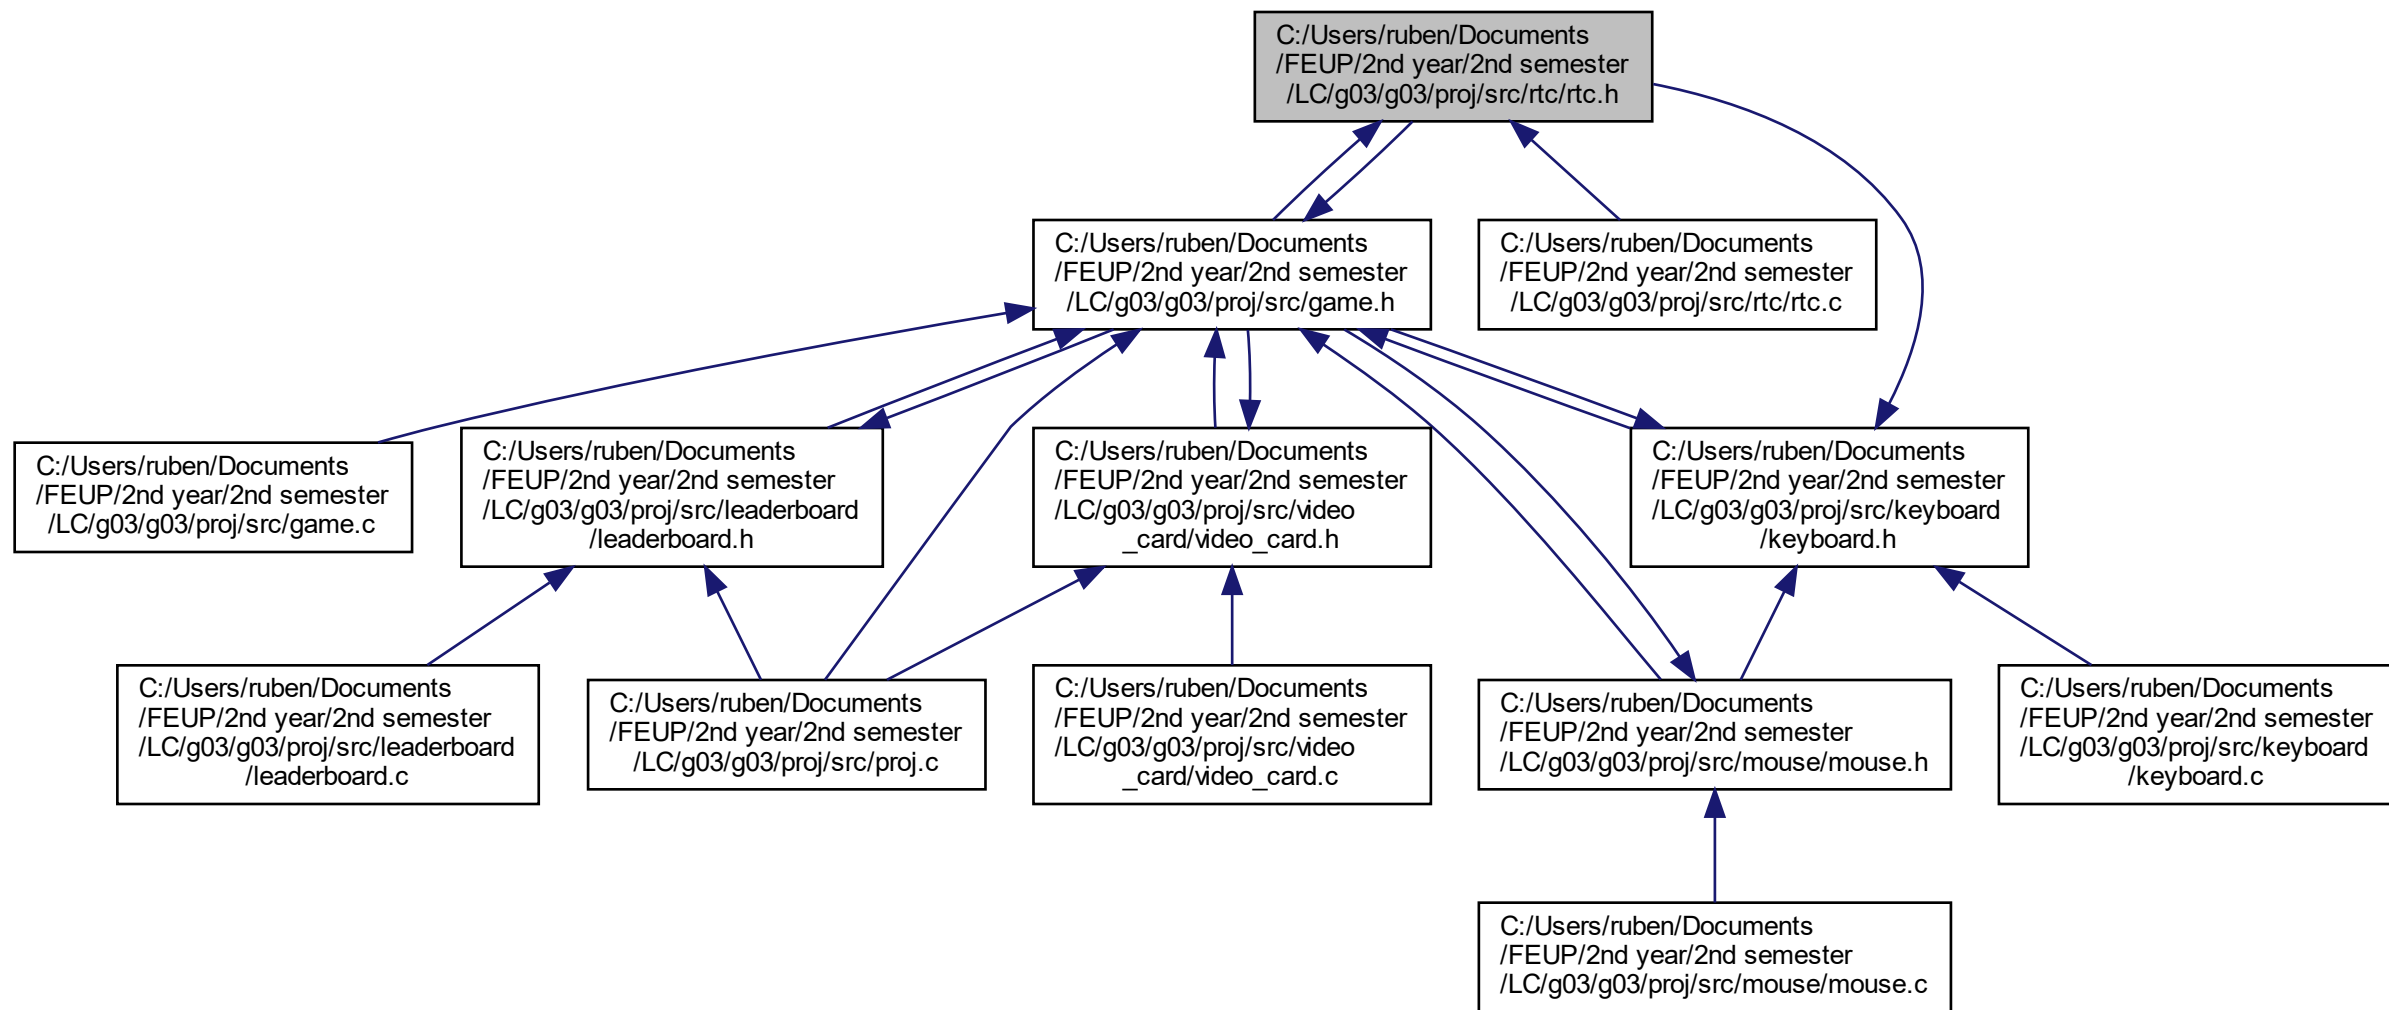 C:/Users/ruben/Documents
/FEUP/2nd year/2nd semester
/LC/g03/g03/proj/src/rtc/rtc.h
C:/Users/ruben/Documents
/FEUP/2nd year/2nd semester
/LC/g03/g03/proj/src/game.h
C:/Users/ruben/Documents
/FEUP/2nd year/2nd semester
/LC/g03/g03/proj/src/rtc/rtc.c
C:/Users/ruben/Documents
/FEUP/2nd year/2nd semester
/LC/g03/g03/proj/src/game.c
C:/Users/ruben/Documents
/FEUP/2nd year/2nd semester
/LC/g03/g03/proj/src/leaderboard
/leaderboard.h
C:/Users/ruben/Documents
/FEUP/2nd year/2nd semester
/LC/g03/g03/proj/src/video
_card/video_card.h
C:/Users/ruben/Documents
/FEUP/2nd year/2nd semester
/LC/g03/g03/proj/src/keyboard
/keyboard.h
C:/Users/ruben/Documents
/FEUP/2nd year/2nd semester
/LC/g03/g03/proj/src/leaderboard
/leaderboard.c
C:/Users/ruben/Documents
/FEUP/2nd year/2nd semester
/LC/g03/g03/proj/src/proj.c
C:/Users/ruben/Documents
/FEUP/2nd year/2nd semester
/LC/g03/g03/proj/src/video
_card/video_card.c
C:/Users/ruben/Documents
/FEUP/2nd year/2nd semester
/LC/g03/g03/proj/src/mouse/mouse.h
C:/Users/ruben/Documents
/FEUP/2nd year/2nd semester
/LC/g03/g03/proj/src/keyboard
/keyboard.c
C:/Users/ruben/Documents
/FEUP/2nd year/2nd semester
/LC/g03/g03/proj/src/mouse/mouse.c